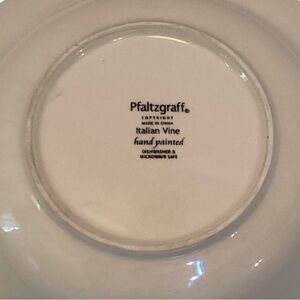 Pfaltzgraff®
COPYRIGHT
MADE IN CHINA
Italian Vine
hand painted
DISHWASHER &
MICROWAVE SAFE